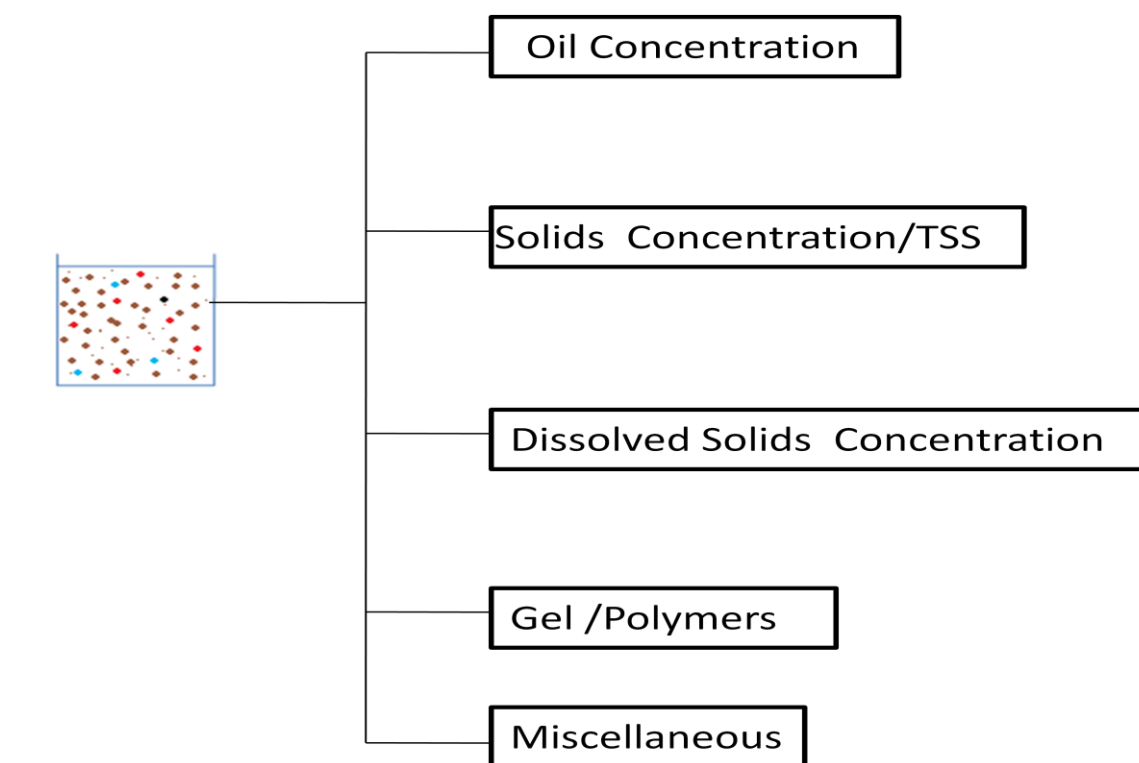 Oil Concentration
Solids  Concentration/TSS
Dissolved Solids  Concentration
Gel /Polymers
Miscellaneous